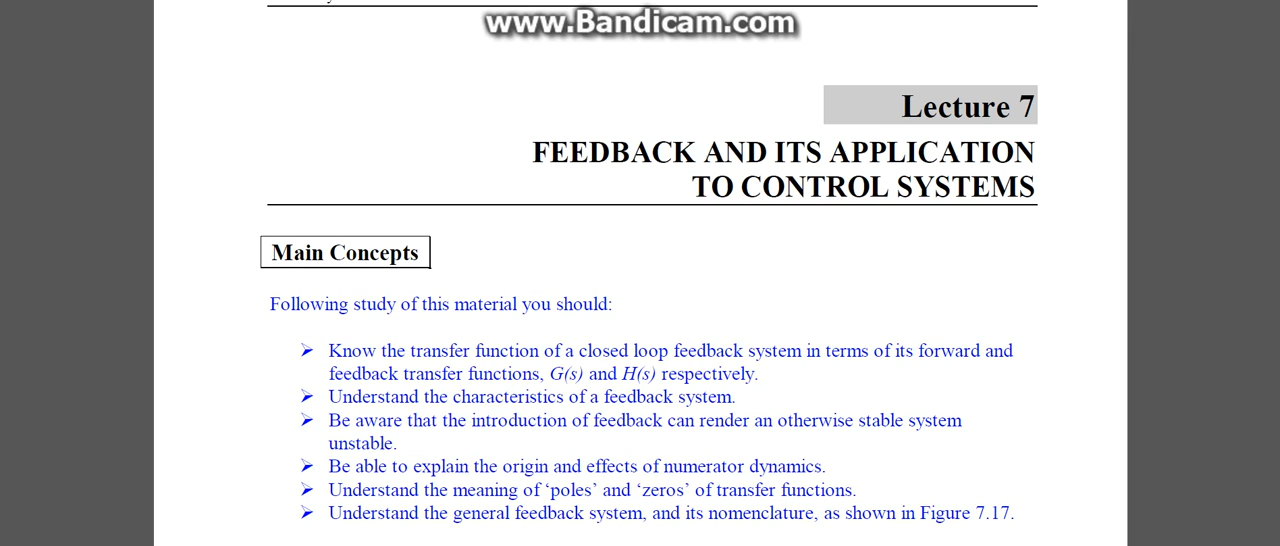 www.Bandicam.com
Lecture 7
FEEDBACK AND ITS APPLICATION
TO CONTROL SYSTEMS
Main Concepts
Following study of this material you should:
➢ Know the transfer function of a closed loop feedback system in terms of its forward and
feedback transfer functions, G(s) and H(s) respectively.
➢ Understand the characteristics of a feedback system.
➢ Be aware that the introduction of feedback can render an otherwise stable system
unstable.
➢ Be able to explain the origin and effects of numerator dynamics.
➢ Understand the meaning of ‘poles’ and ‘zeros’ of transfer functions.
➢ Understand the general feedback system, and its nomenclature, as shown in Figure 7.17.